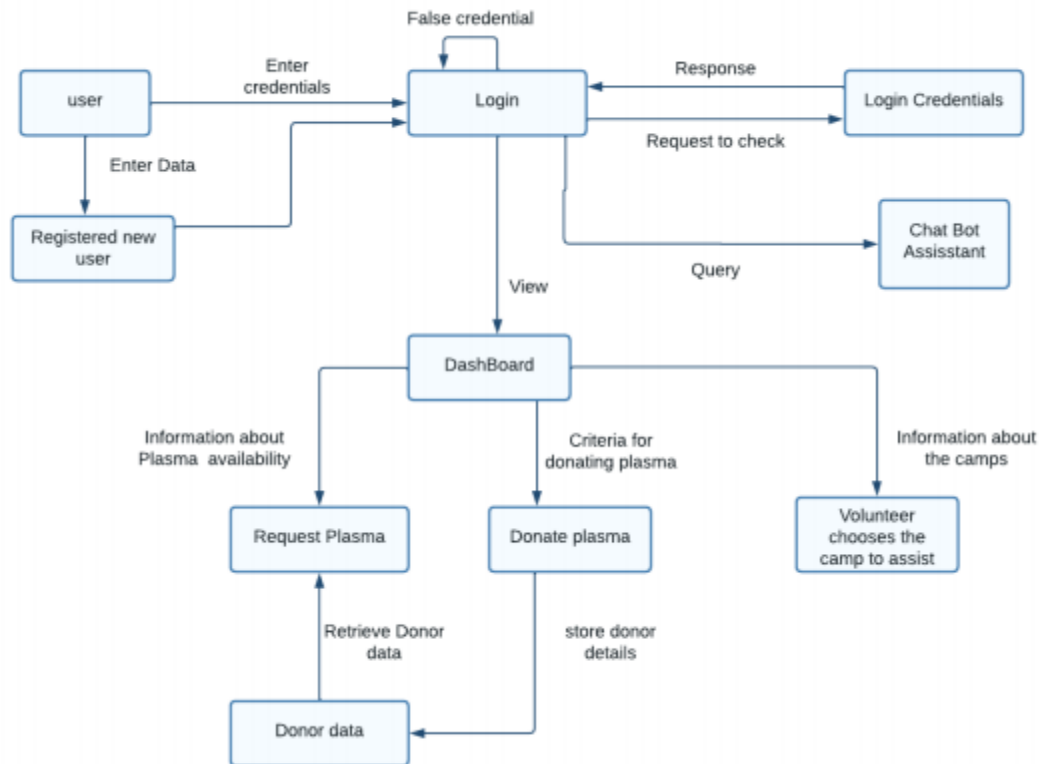 False credential
Enter
credentials
user
Login
Response
Login Credentials
Request to check
Enter Data
Registered new
user
Chat Bot
Assisstant
Query
View
DashBoard
Information about
Plasma availability
Criteria for
donating plasma
Information about
the camps
Request Plasma
Donate plasma
Volunteer
chooses the
camp to assist
Retrieve Donor
data
store donor
details
Donor data